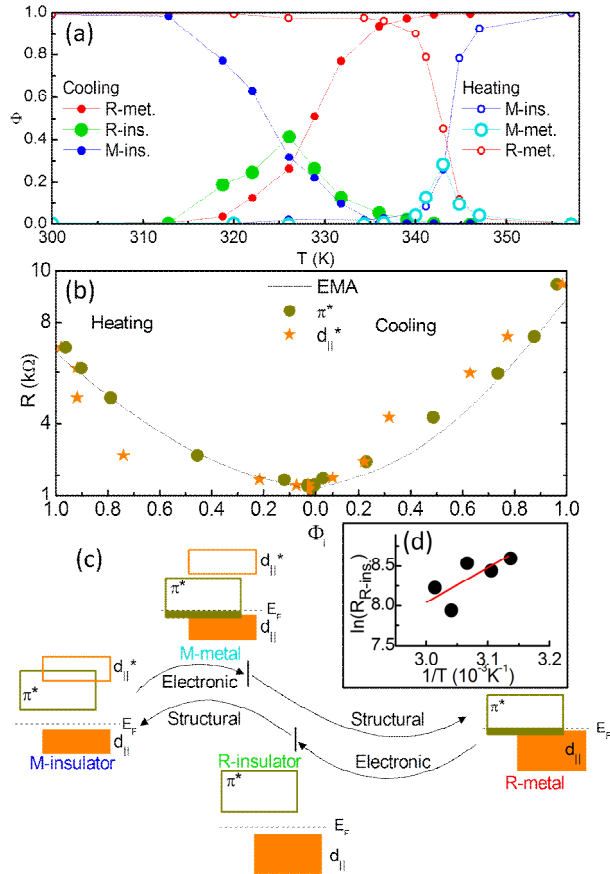 (a)
Cooling
R-met.
R-ins.
M-ins.
Heating
M-ins.
M-met.
R-met.
Φ
1.0
0.8
0.6
0.4
0.2
0.0
300 310 320 330 340 350
T (K)
(b)
EMA
π*
d||*
Heating
Cooling
R (kΩ)
10
8
4
1
1.0 0.8 0.6 0.4 0.2 0.0 0.2 0.4 0.6 0.8 1.0
Φi
(c)
(d)
ln(RR-ins.)
8.5
8.0
7.5
3.0 3.1 3.2
1/T (10-3K-1)
d||*
π*
EF
d||
M-metal
d||*
π*
EF
d||
M-insulator
Electronic
Structural
Structural
Electronic
R-insulator
π*
EF
d||
π*
EF
d||
R-metal